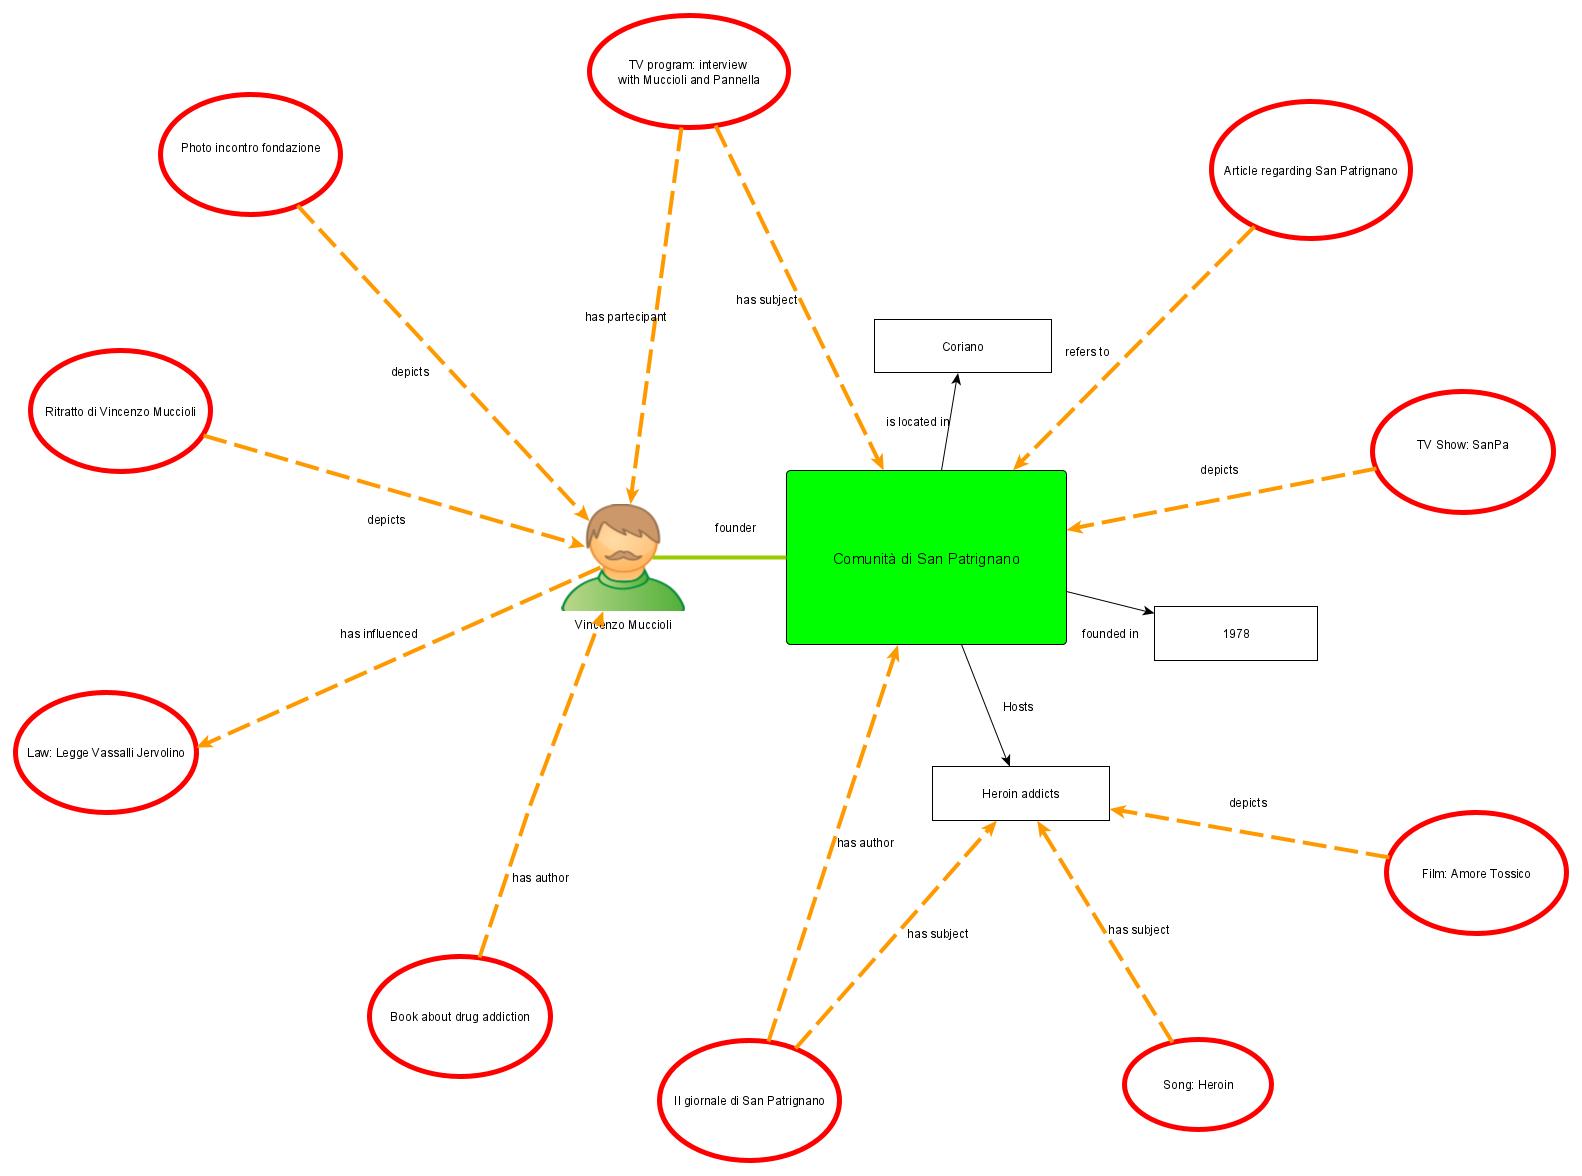 TV program: interview
with Muccioli and Pannella
Photo incontro fondazione
Article regarding San Patrignano
has subject
has partecipant
Coriano
refers to
depicts
is located in
Ritratto di Vincenzo Muccioli
TV Show: SanPa
depicts
depicts
founder
Comunità di San Patrignano
Vincenzo Muccioli
has influenced
founded in
1978
Hosts
Law: Legge Vassalli Jervolino
Heroin addicts
depicts
has author
Film: Amore Tossico
has author
has subject
has subject
Book about drug addiction
Il giornale di San Patrignano
Song: Heroin